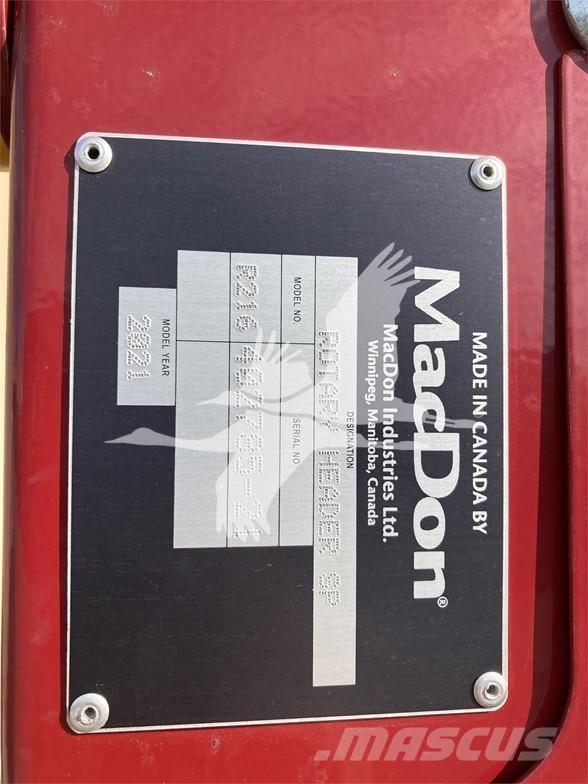 MADE IN CANADA BY
MacDon®
MacDon Industries Ltd.
Winnipeg, Manitoba, Canada
DESIGNATION
ROTARY HEADER SP
MODEL NO.
SERIAL NO.
R216
MODEL YEAR
2021
MASCUS